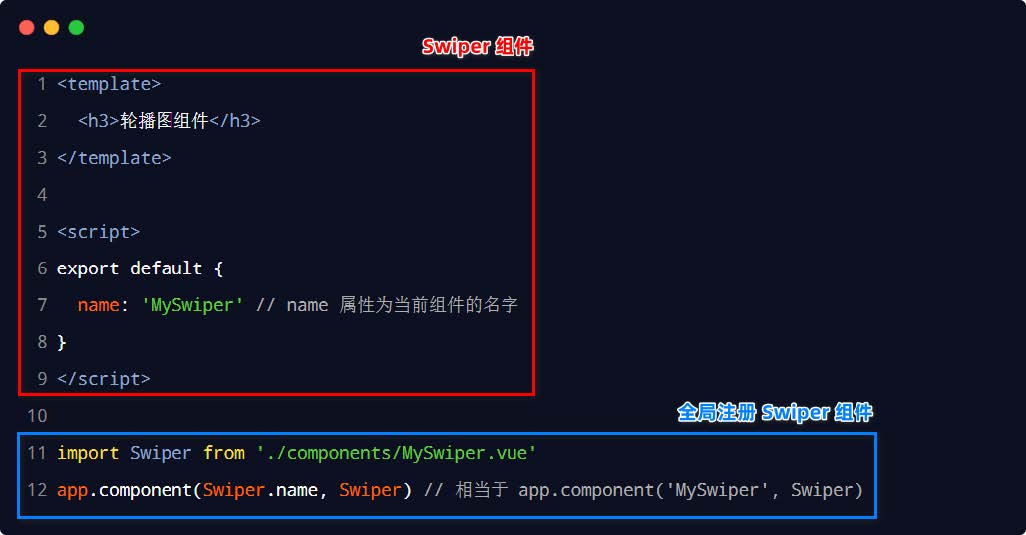 Swiper 组件
1 <template>
2   <h3>轮播图组件</h3>
3 </template>
4
5 <script>
6 export default {
7   name: 'MySwiper' // name 属性为当前组件的名字
8 }
9 </script>
10
全局注册 Swiper 组件
11 import Swiper from './components/MySwiper.vue'
12 app.component(Swiper.name, Swiper) // 相当于 app.component('MySwiper', Swiper)